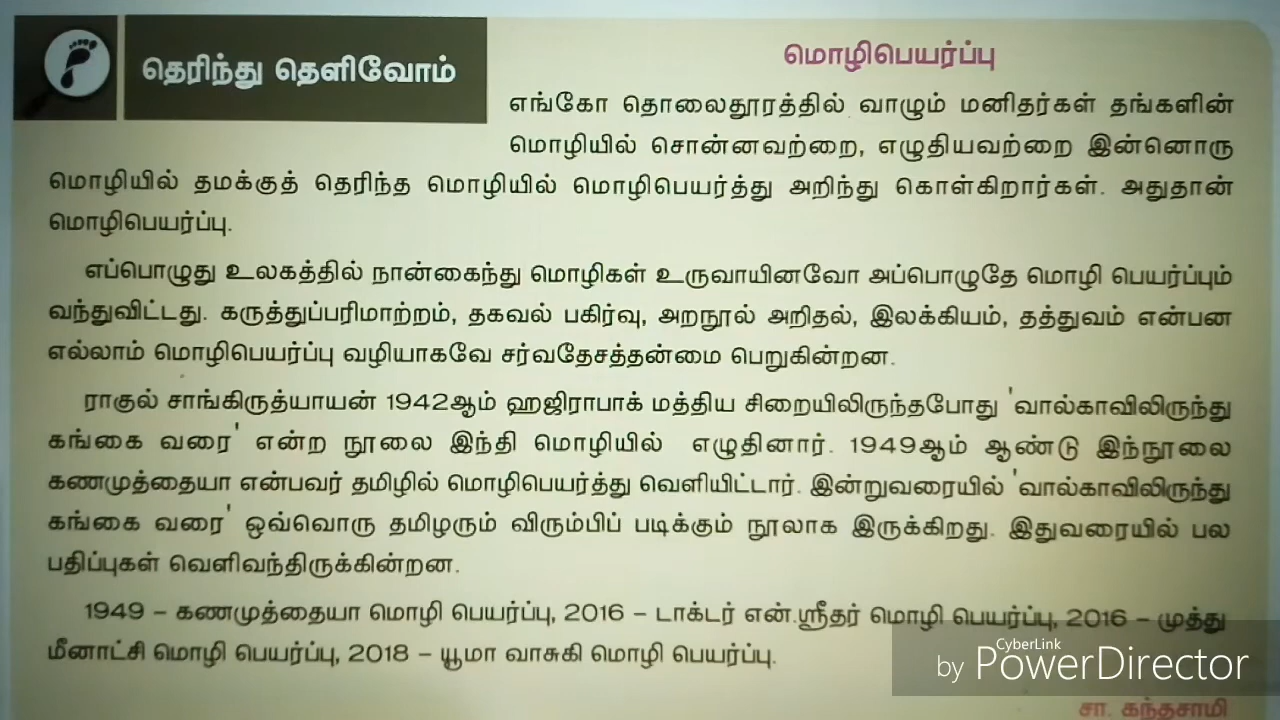 தெரிந்து தெளிவோம்
மொழிபெயர்ப்பு
எங்கோ தொலைதூரத்தில் வாழும் மனிதர்கள் தங்களின்
மொழியில் சொன்னவற்றை, எழுதியவற்றை இன்னொரு
மொழியில் தமக்குத் தெரிந்த மொழியில் மொழிபெயர்த்து அறிந்து கொள்கிறார்கள். அதுதான்
மொழிபெயர்ப்பு.
எப்பொழுது உலகத்தில் நான்கைந்து மொழிகள் உருவாயினவோ அப்பொழுதே மொழி பெயர்ப்பும்
வந்துவிட்டது. கருத்துப்பரிமாற்றம், தகவல் பகிர்வு, அறநூல் அறிதல், இலக்கியம், தத்துவம் என்பன
எல்லாம் மொழிபெயர்ப்பு வழியாகவே சர்வதேசத்தன்மை பெறுகின்றன.
ராகுல் சாங்கிருத்யாயன் 1942ஆம் ஹஜிராபாக் மத்திய சிறையிலிருந்தபோது 'வால்காவிலிருந்து
கங்கை வரை' என்ற நூலை இந்தி மொழியில் எழுதினார். 1949ஆம் ஆண்டு இந்நூலை
கணமுத்தையா என்பவர் தமிழில் மொழிபெயர்த்து வெளியிட்டார். இன்றுவரையில் 'வால்காவிலிருந்து
கங்கை வரை' ஒவ்வொரு தமிழரும் விரும்பிப் படிக்கும் நூலாக இருக்கிறது. இதுவரையில் பல
பதிப்புகள் வெளிவந்திருக்கின்றன.
1949 – கணமுத்தையா மொழி பெயர்ப்பு, 2016 – டாக்டர் என்.ஸ்ரீதர் மொழி பெயர்ப்பு, 2016 – முத்து
மீனாட்சி மொழி பெயர்ப்பு, 2018 – யூமா வாசுகி மொழி பெயர்ப்பு.
CyberLink
by PowerDirector
சா. கந்தசாமி